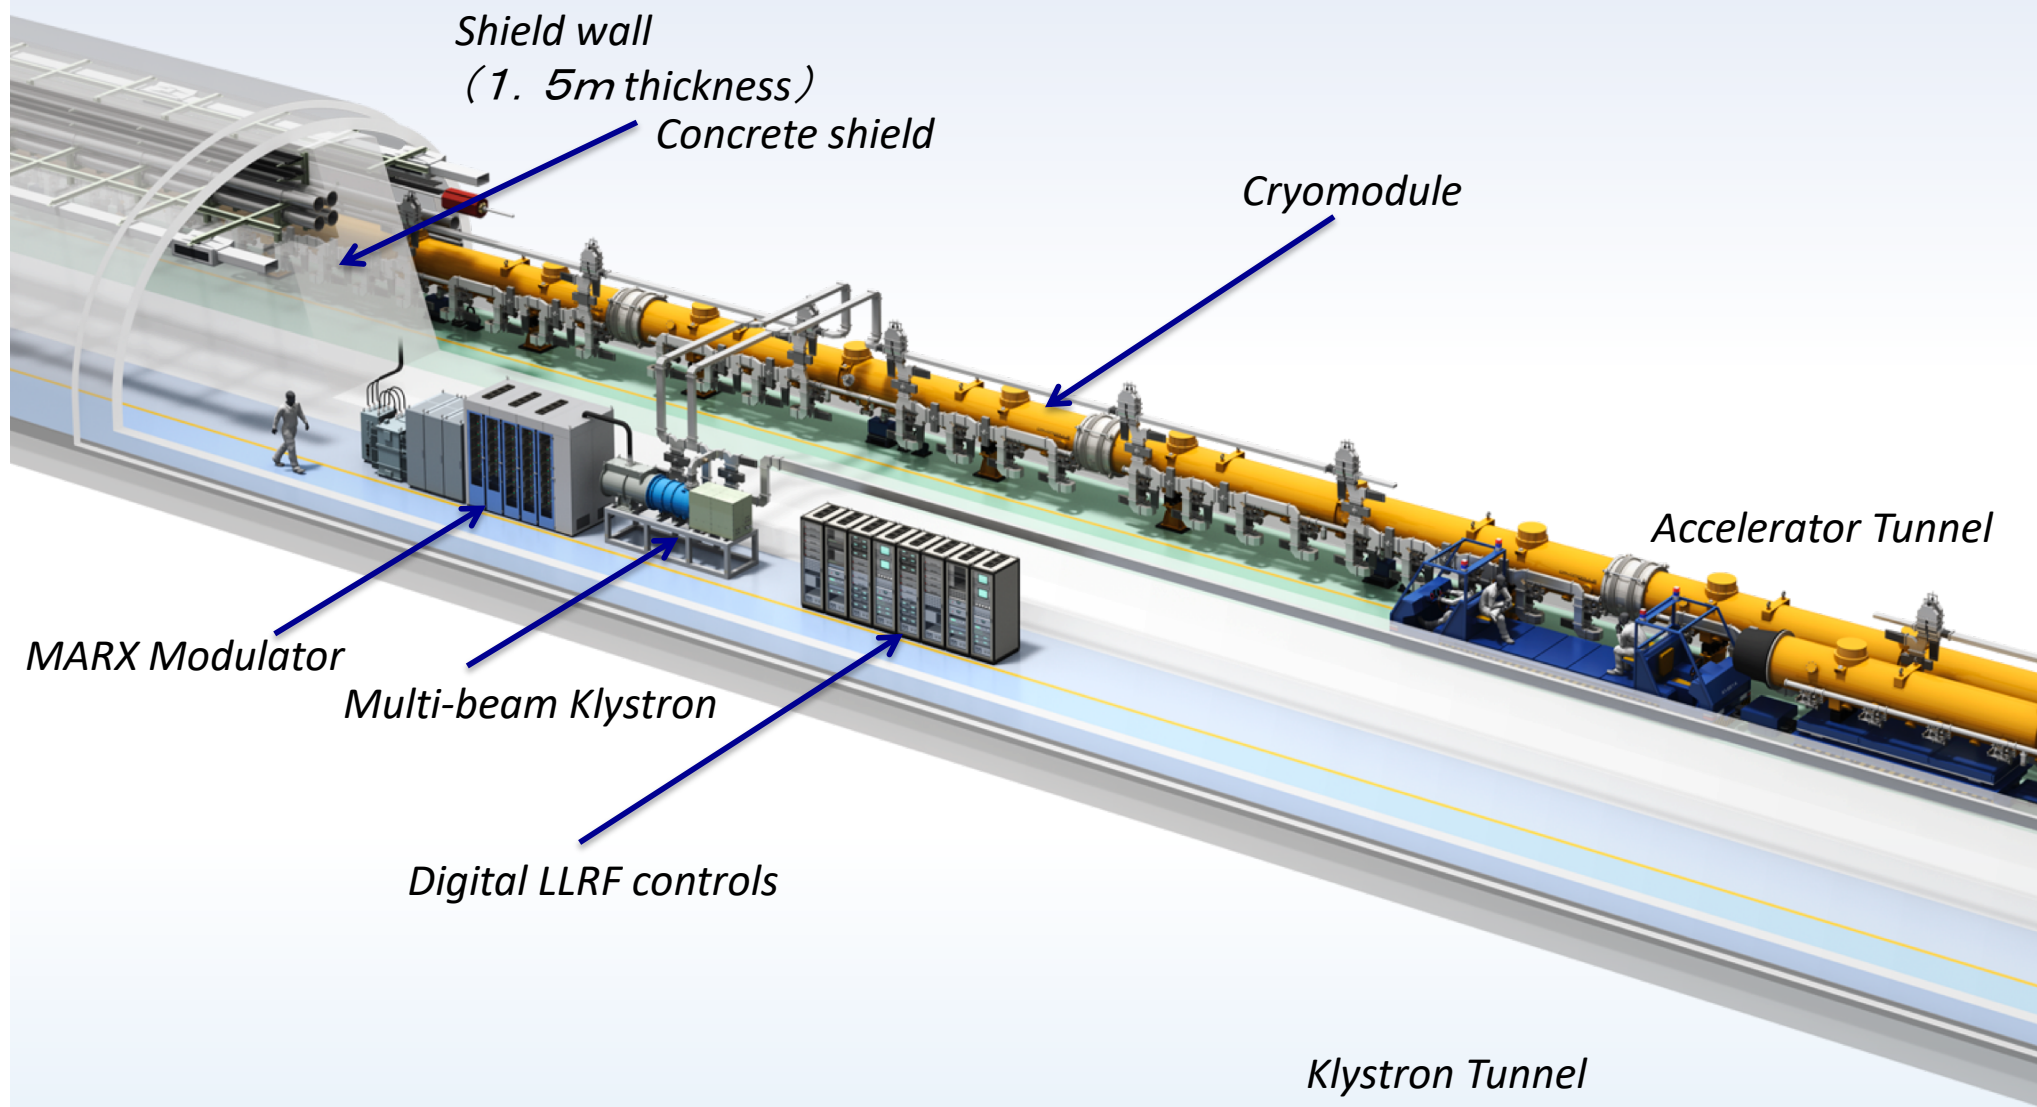 Shield wall
（１．５ｍ thickness）
Concrete shield
Cryomodule
Accelerator Tunnel
MARX Modulator
Multi-beam Klystron
Digital LLRF controls
Klystron Tunnel